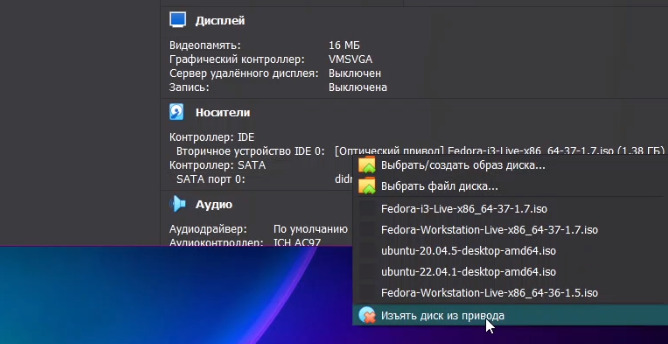 Дисплей
Видеопамять: 16 МБ
Графический контроллер: VMSVGA
Сервер удалённого дисплея: Выключен
Запись: Выключена
Носители
Контроллер: IDE
Вторичное устройство IDE 0: [Оптический привод] Fedora-i3-Live-x86_64-37-1.7.iso (1,38 ГБ)
Контроллер: SATA
SATA порт 0:
Выбрать/создать образ диска...
Выбрать файл диска...
Fedora-i3-Live-x86_64-37-1.7.iso
Fedora-Workstation-Live-x86_64-37-1.7.iso
ubuntu-20.04.5-desktop-amd64.iso
ubuntu-22.04.1-desktop-amd64.iso
Fedora-Workstation-Live-x86_64-36-1.5.iso
Изъять диск из привода
Аудио
Аудиодрайвер: По умолчанию
Аудиоконтроллер: ICH AC97